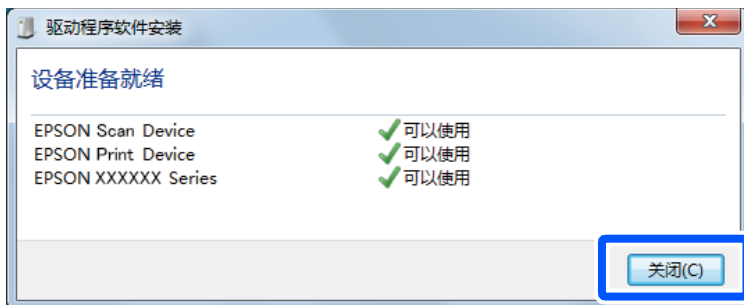 驱动程序软件安装
设备准备就绪
EPSON Scan Device 可以使用
EPSON Print Device 可以使用
EPSON XXXXXX Series 可以使用
关闭(C)